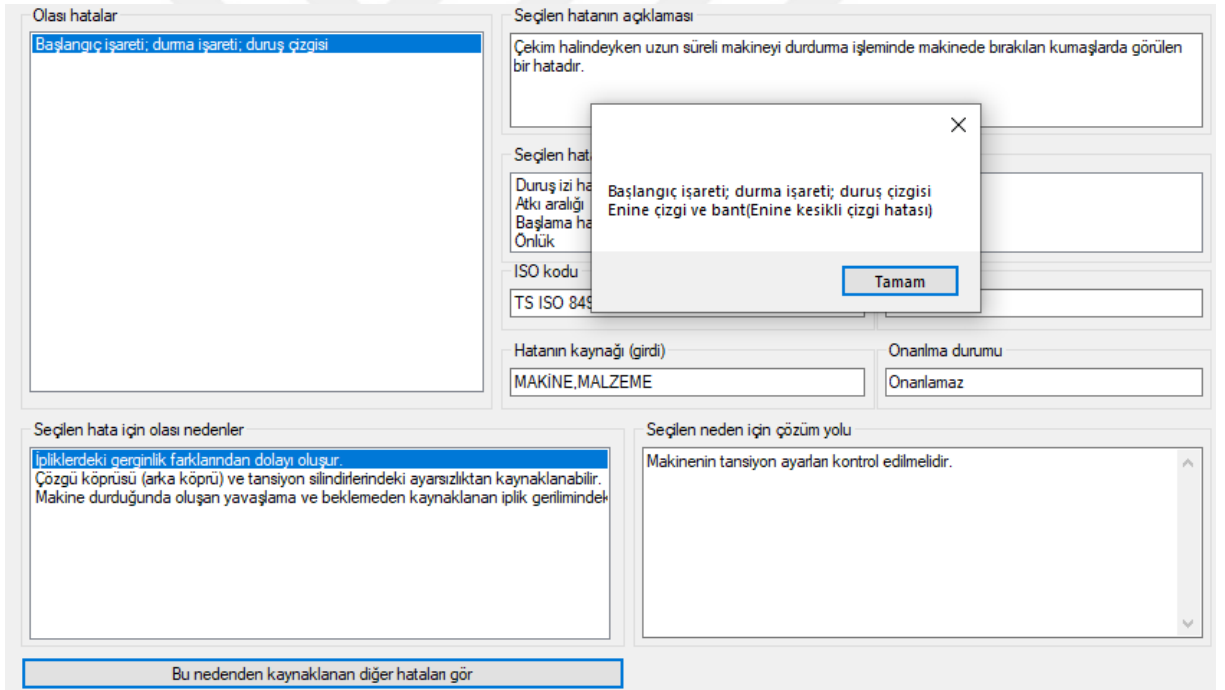 Olası hatalar
Başlangıç işareti; durma işareti; duruş çizgisi
Seçilen hatanın açıklaması
Çekim halindeyken uzun süreli makineyi durdurma işleminde makinede bırakılan kumaşlarda görülen
bir hatadır.
Seçilen
Duruş izi
Atkı aralığı
Başlama
Önlük
Başlangıç işareti; durma işareti; duruş çizgisi
Enine çizgi ve bant(Enine kesikli çizgi hatası)
Tamam
ISO kodu
TS ISO
Hatanın kaynağı (girdi)
MAKİNE,MALZEME
Onarılma durumu
Onarılamaz
Seçilen hata için olası nedenler
İpliklerdeki gerginlik farklarından dolayı oluşur.
Çözgü köprüsü (arka köprü) ve tansiyon silindirlerindeki ayarsızlıktan kaynaklanabilir.
Makine durduğunda oluşan yavaşlama ve beklemeden kaynaklanan iplik gerilimindek
Seçilen neden için çözüm yolu
Makinenin tansiyon ayarları kontrol edilmelidir.
Bu nedenden kaynaklanan diğer hataları gör